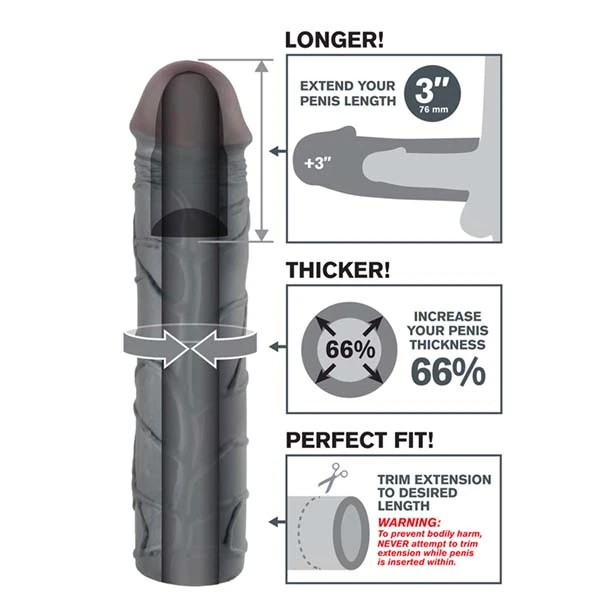 LONGER!
EXTEND YOUR
PENIS LENGTH
3"
76 mm
+3"
THICKER!
66%
INCREASE
YOUR PENIS
THICKNESS
66%
PERFECT FIT!
TRIM EXTENSION
TO DESIRED
LENGTH
WARNING:
To prevent bodily harm,
NEVER attempt to trim
extension while penis
is inserted within.